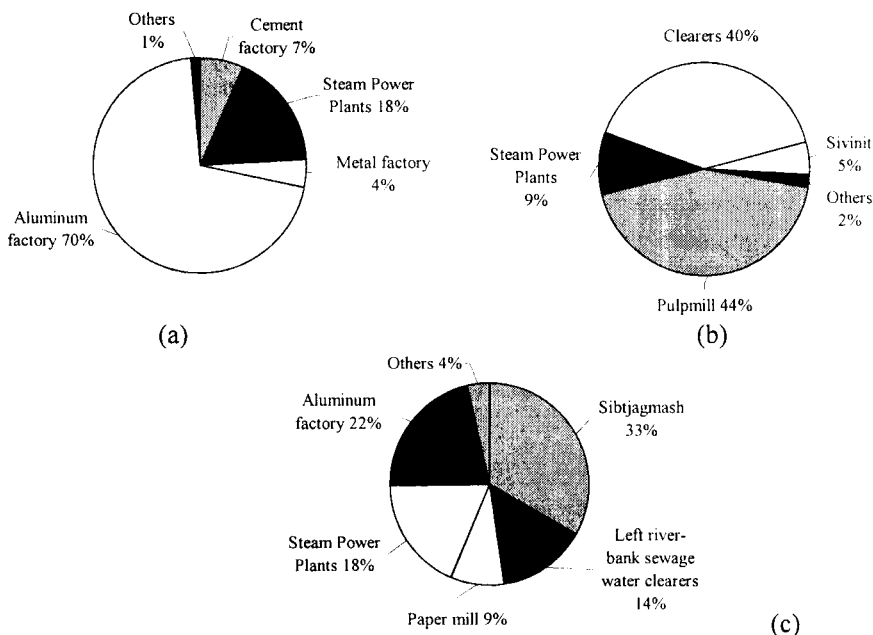 Others
1%
Cement
factory 7%
Steam Power
Plants 18%
Metal factory
4%
Aluminum
factory 70%
(a)
Clearers 40%
Sivinit
5%
Others
2%
Steam Power
Plants
9%
Pulpmill 44%
(b)
Others 4%
Aluminum
factory 22%
Sibtjagmash
33%
Steam Power
Plants 18%
Left river-
bank sewage
water clearers
14%
Paper mill 9%
(c)